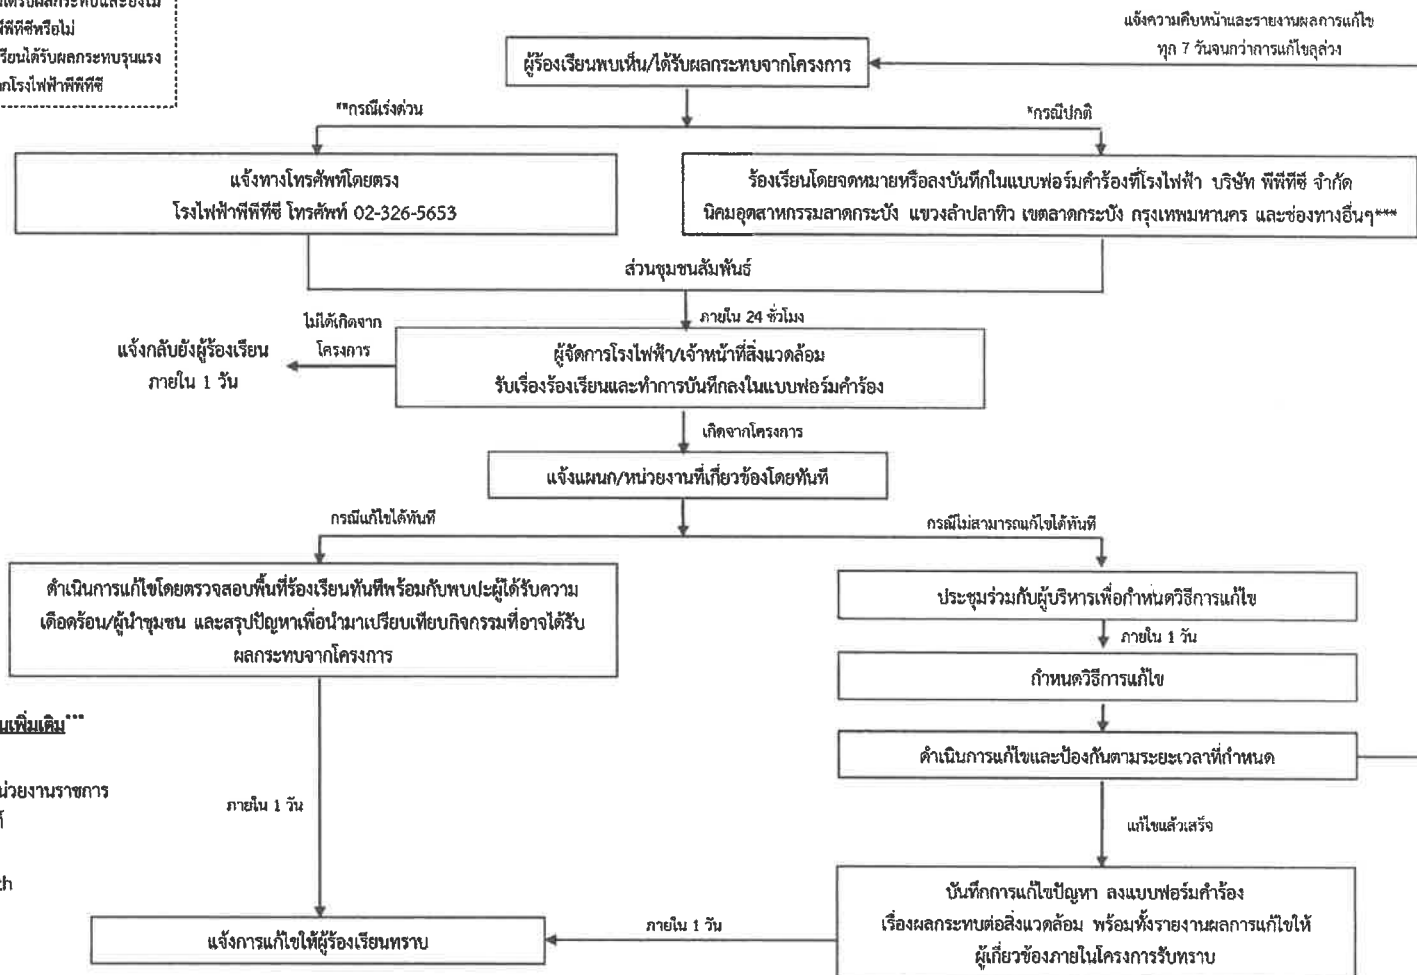 ได้รับผลกระทบและยังไม่
พีพีทีซีหรือไม่
เรียนได้รับผลกระทบรุนแรง
ากโรงไฟฟ้าพีพีทีซี
แจ้งความคืบหน้าและรายงานผลการแก้ไข
ทุก 7 วันจนกว่าการแก้ไขลุล่วง
ผู้ร้องเรียนพบเห็น/ได้รับผลกระทบจากโครงการ
**กรณีเร่งด่วน
*กรณีปกติ
แจ้งทางโทรศัพท์โดยตรง
โรงไฟฟ้าพีพีทีซี โทรศัพท์ 02-326-5653
ร้องเรียนโดยจดหมายหรือลงบันทึกในแบบฟอร์มคำร้องที่โรงไฟฟ้า บริษัท พีพีทีซี จำกัด
นิคมอุตสาหกรรมลาดกระบัง แขวงลำปลาทิว เขตลาดกระบัง กรุงเทพมหานคร และช่องทางอื่นๆ***
ส่วนชุมชนสัมพันธ์
ภายใน 24 ชั่วโมง
ไม่ได้เกิดจาก
โครงการ
แจ้งกลับยังผู้ร้องเรียน
ภายใน 1 วัน
ผู้จัดการโรงไฟฟ้า/เจ้าหน้าที่สิ่งแวดล้อม
รับเรื่องร้องเรียนและทำการบันทึกลงในแบบฟอร์มคำร้อง
เกิดจากโครงการ
แจ้งแผนก/หน่วยงานที่เกี่ยวข้องโดยทันที
กรณีแก้ไขได้ทันที
กรณีไม่สามารถแก้ไขได้ทันที
ดำเนินการแก้ไขโดยตรวจสอบพื้นที่ร้องเรียนทันทีพร้อมกับพบปะผู้ได้รับความ
เดือดร้อน/ผู้นำชุมชน และสรุปปัญหาเพื่อนำมาเปรียบเทียบกิจกรรมที่อาจได้รับ
ผลกระทบจากโครงการ
ประชุมร่วมกับผู้บริหารเพื่อกำหนดวิธีการแก้ไข
ภายใน 1 วัน
กำหนดวิธีการแก้ไข
ดำเนินการแก้ไขและป้องกันตามระยะเวลาที่กำหนด
นเพิ่มเติม***
น่วยงานราชการ
th
ภายใน 1 วัน
แก้ไขแล้วเสร็จ
บันทึกการแก้ไขปัญหา ลงแบบฟอร์มคำร้อง
เรื่องผลกระทบต่อสิ่งแวดล้อม พร้อมทั้งรายงานผลการแก้ไขให้
ผู้เกี่ยวข้องภายในโครงการรับทราบ
ภายใน 1 วัน
แจ้งการแก้ไขให้ผู้ร้องเรียนทราบ